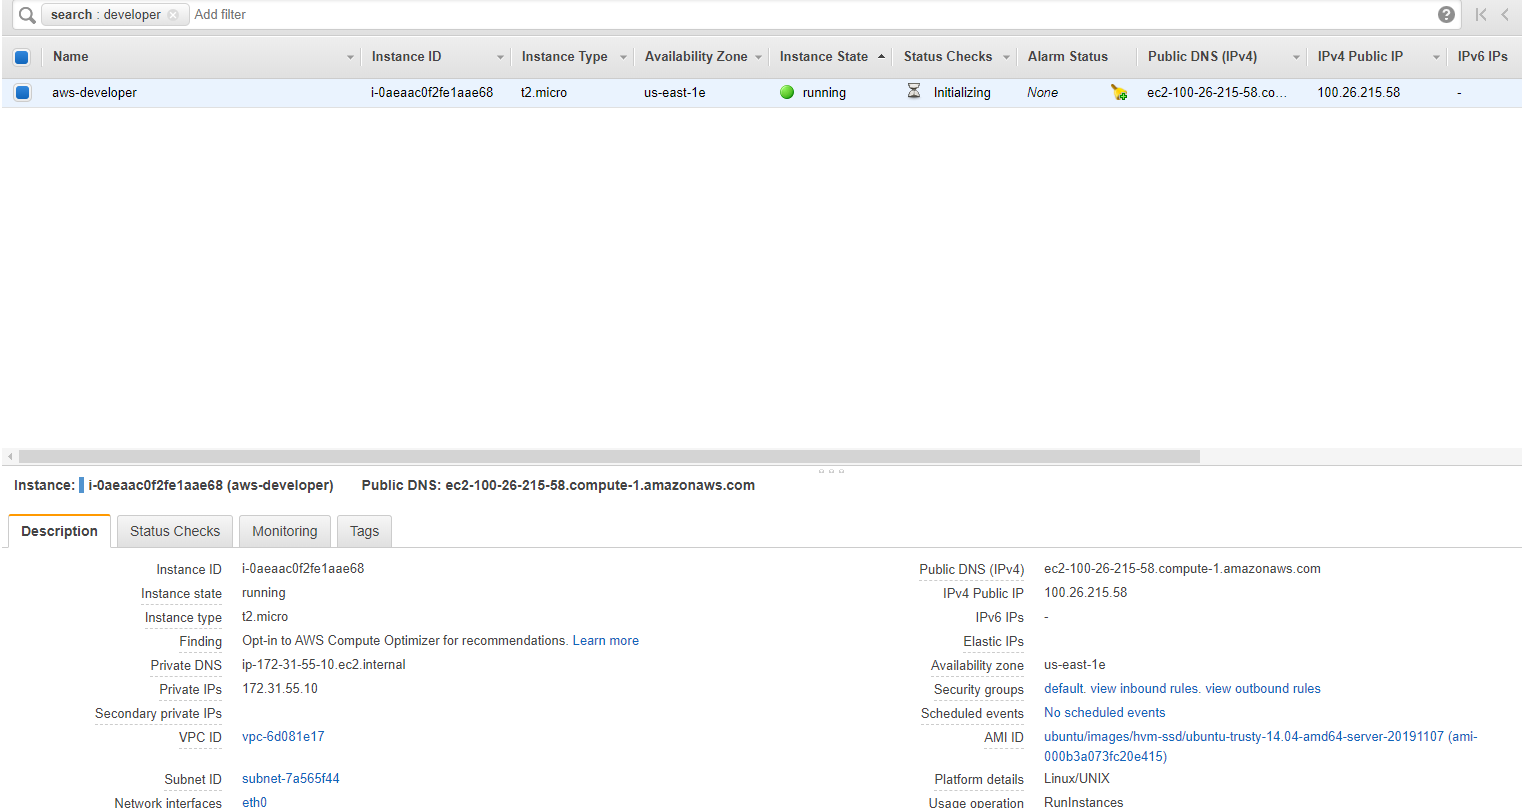 search : developer Add filter
Name Instance ID Instance Type Availability Zone Instance State Status Checks Alarm Status Public DNS (IPv4) IPv4 Public IP IPv6 IPs
aws-developer i-0aeaac0f2fe1aae68 t2.micro us-east-1e running Initializing None ec2-100-26-215-58.co... 100.26.215.58 -
Instance: i-0aeaac0f2fe1aae68 (aws-developer) Public DNS: ec2-100-26-215-58.compute-1.amazonaws.com
Description Status Checks Monitoring Tags
Instance ID i-0aeaac0f2fe1aae68 Public DNS (IPv4) ec2-100-26-215-58.compute-1.amazonaws.com
Instance state running IPv4 Public IP 100.26.215.58
Instance type t2.micro IPv6 IPs -
Finding Opt-in to AWS Compute Optimizer for recommendations. Learn more Elastic IPs
Private DNS ip-172-31-55-10.ec2.internal Availability zone us-east-1e
Private IPs 172.31.55.10 Security groups default. view inbound rules. view outbound rules
Secondary private IPs Scheduled events No scheduled events
VPC ID vpc-6d081e17 AMI ID ubuntu/images/hvm-ssd/ubuntu-trusty-14.04-amd64-server-20191107 (ami-
000b3a073fc20e415)
Subnet ID subnet-7a565f44 Platform details Linux/UNIX
Network interfaces eth0 Usage operation RunInstances